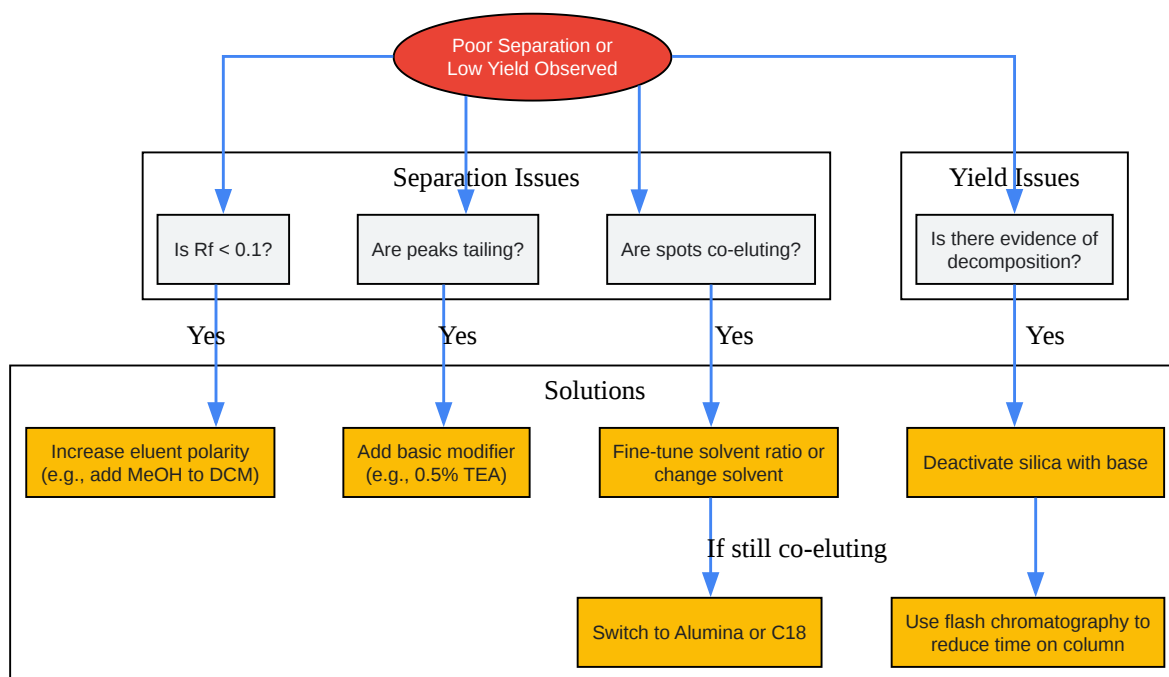 Poor Separation or
Low Yield Observed
Separation Issues
Yield Issues
Is Rf < 0.1?
Are peaks tailing?
Are spots co-eluting?
Is there evidence of
decomposition?
Yes
Yes
Yes
Yes
Solutions
Increase eluent polarity
(e.g., add MeOH to DCM)
Add basic modifier
(e.g., 0.5% TEA)
Fine-tune solvent ratio or
change solvent
Deactivate silica with base
If still co-eluting
Switch to Alumina or C18
Use flash chromatography to
reduce time on column